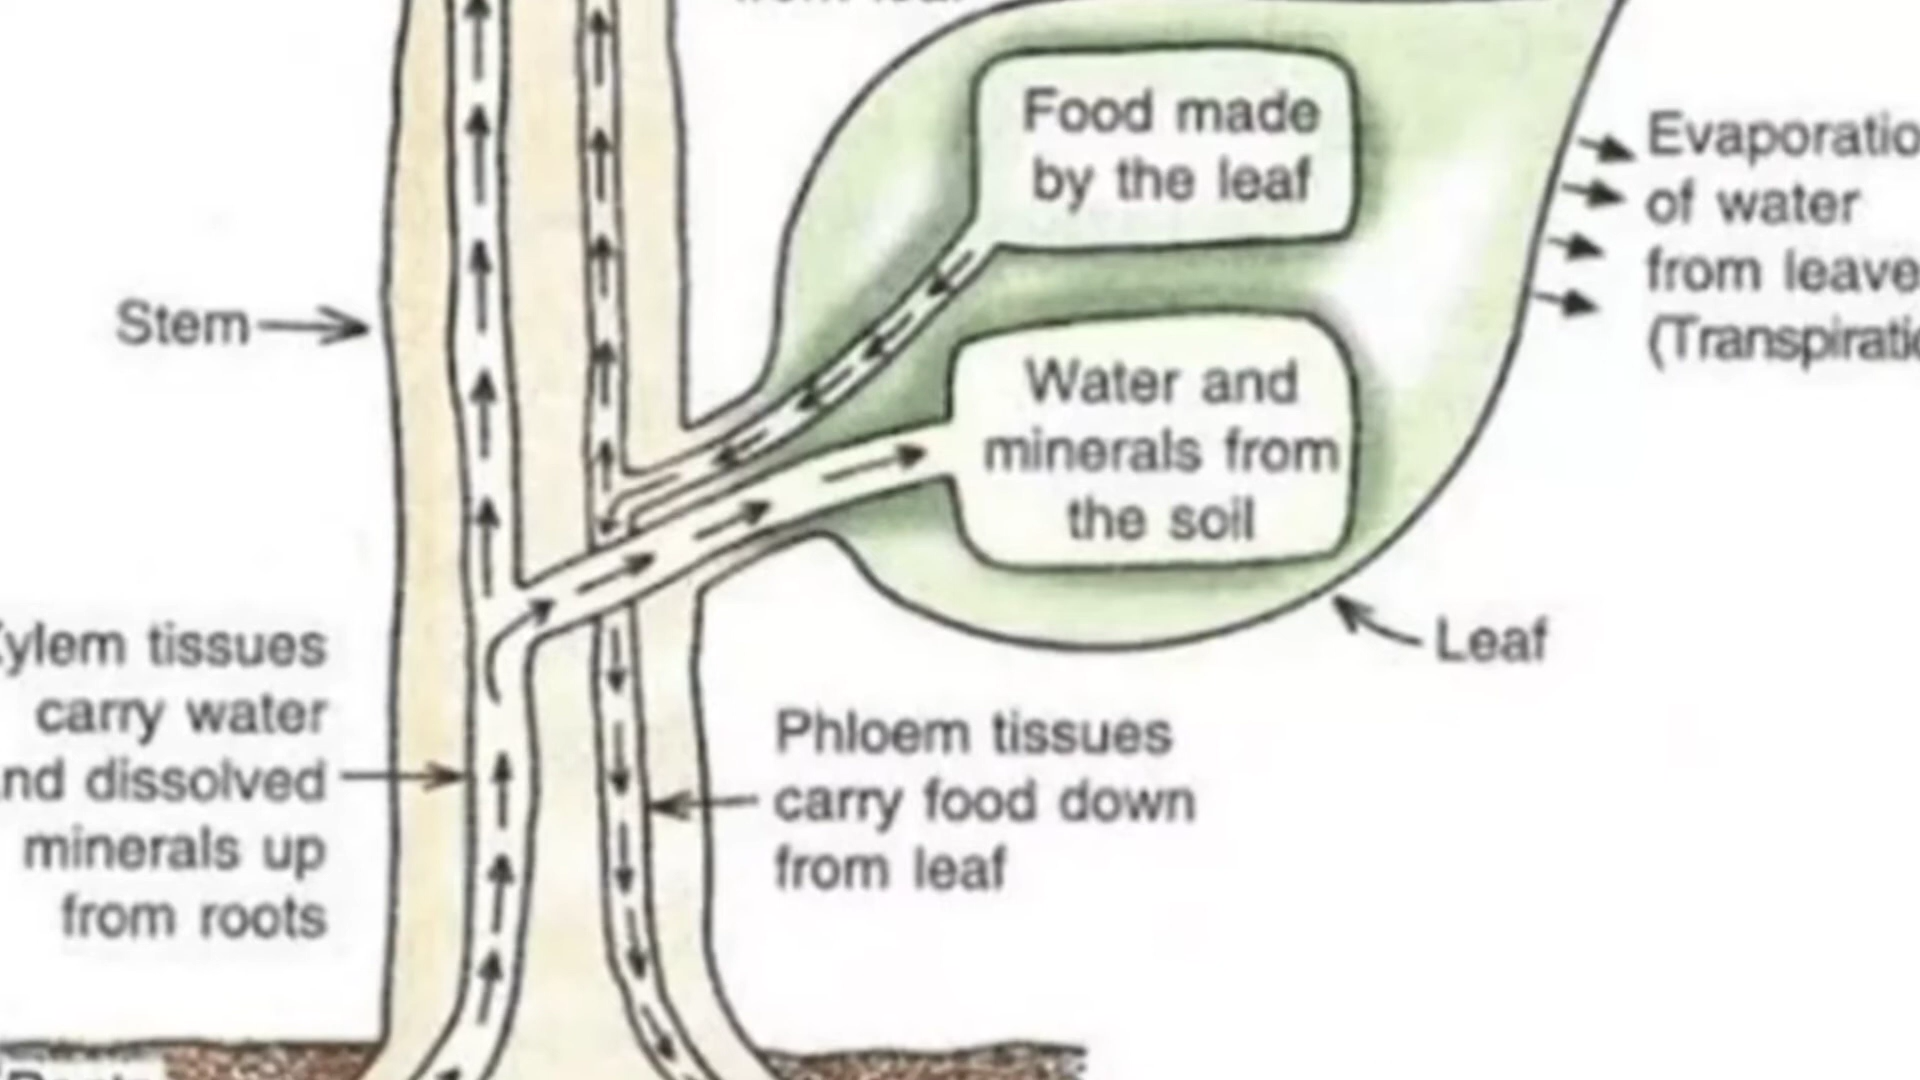 Food made
by the leaf
Evaporatio
of water
from leave
(Transpiratio
Stem
Water and
minerals from
the soil
Leaf
ylem tissues
carry water
nd dissolved
minerals up
from roots
Phloem tissues
carry food down
from leaf